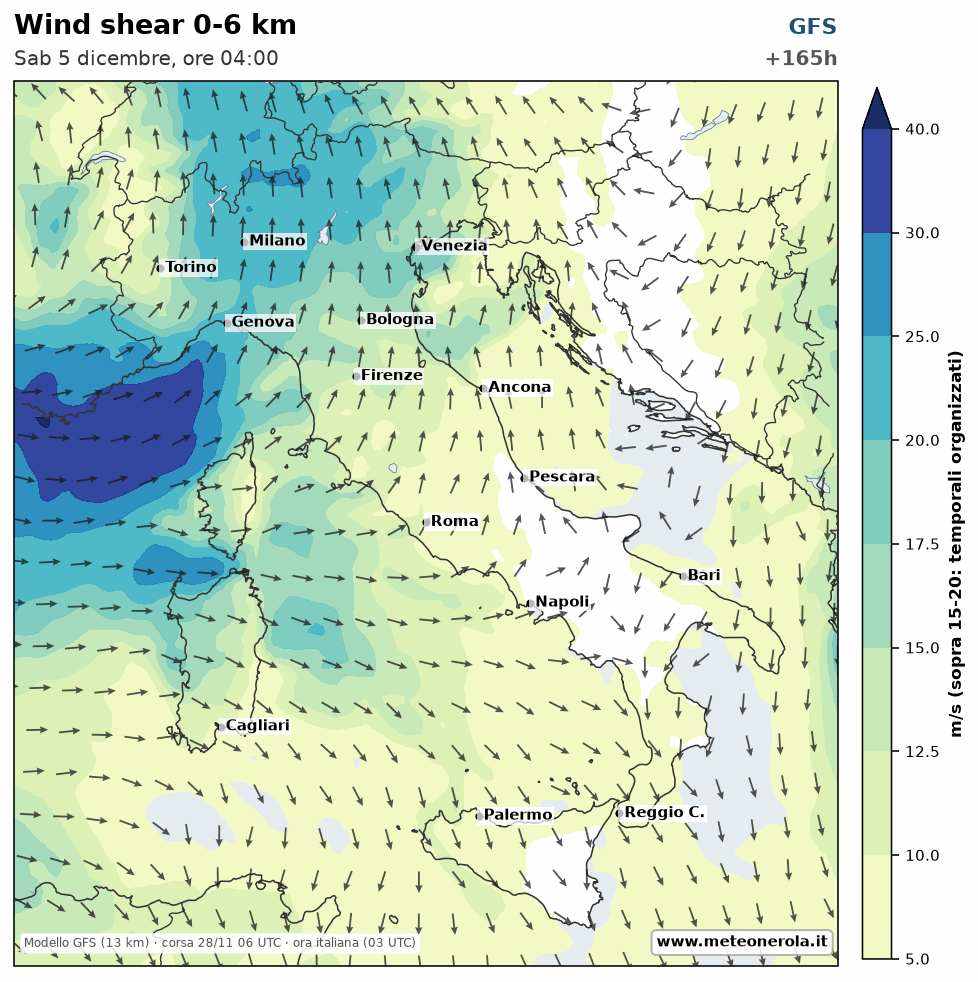 Wind shear 0-6 km
GFS
Sab 5 dicembre, ore 04:00
+165h
Milano
Venezia
Torino
Genova
Bologna
Firenze
Ancona
Pescara
Roma
Bari
Napoli
Cagliari
Palermo
Reggio C.
Modello GFS (13 km) · corsa 28/11 06 UTC · ora italiana (03 UTC)
www.meteonerola.it
40.0
30.0
25.0
20.0
17.5
15.0
12.5
10.0
5.0
m/s (sopra 15-20: temporali organizzati)